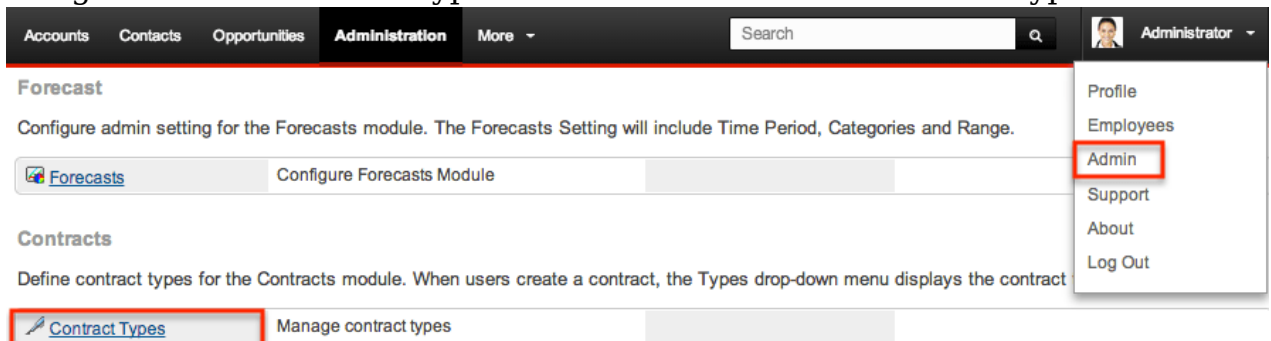 Accounts Contacts Opportunities Administration More Search Administrator
Forecast
Configure admin setting for the Forecasts module. The Forecasts Setting will include Time Period, Categories and Range.
Forecasts Configure Forecasts Module
Contracts
Define contract types for the Contracts module. When users create a contract, the Types drop-down menu displays the contract
Contract Types Manage contract types
Profile
Employees
Admin
Support
About
Log Out